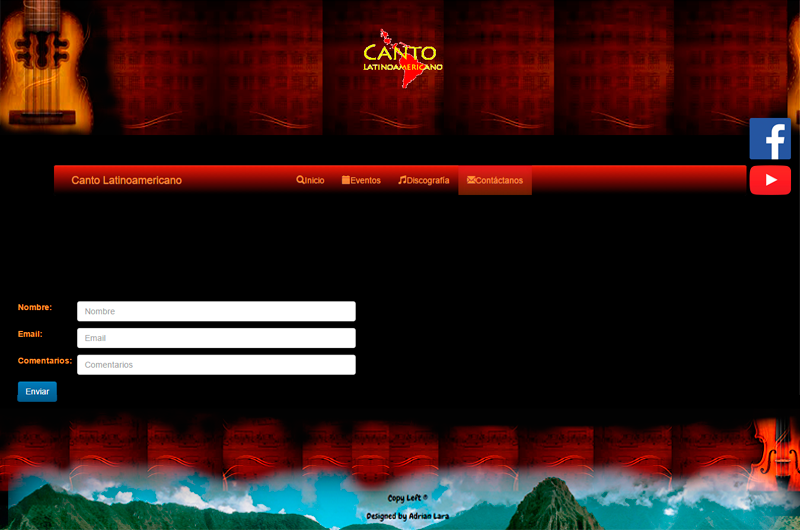 CANTO
LATINOAMERICANO
Canto Latinoamericano
Inicio
Eventos
Discografía
Contáctanos
Nombre:
Nombre
Email:
Email
Comentarios:
Comentarios
Enviar
Copy Left ®
Designed by Adrian Lara